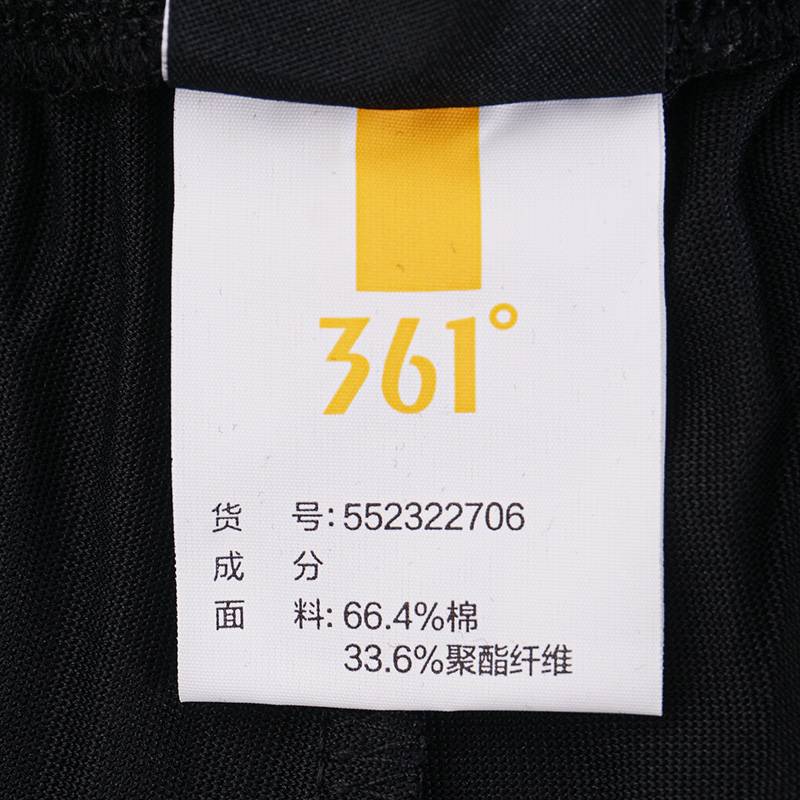 361°
货 号: 552322706
成 分
面 料: 66.4%棉
33.6%聚酯纤维